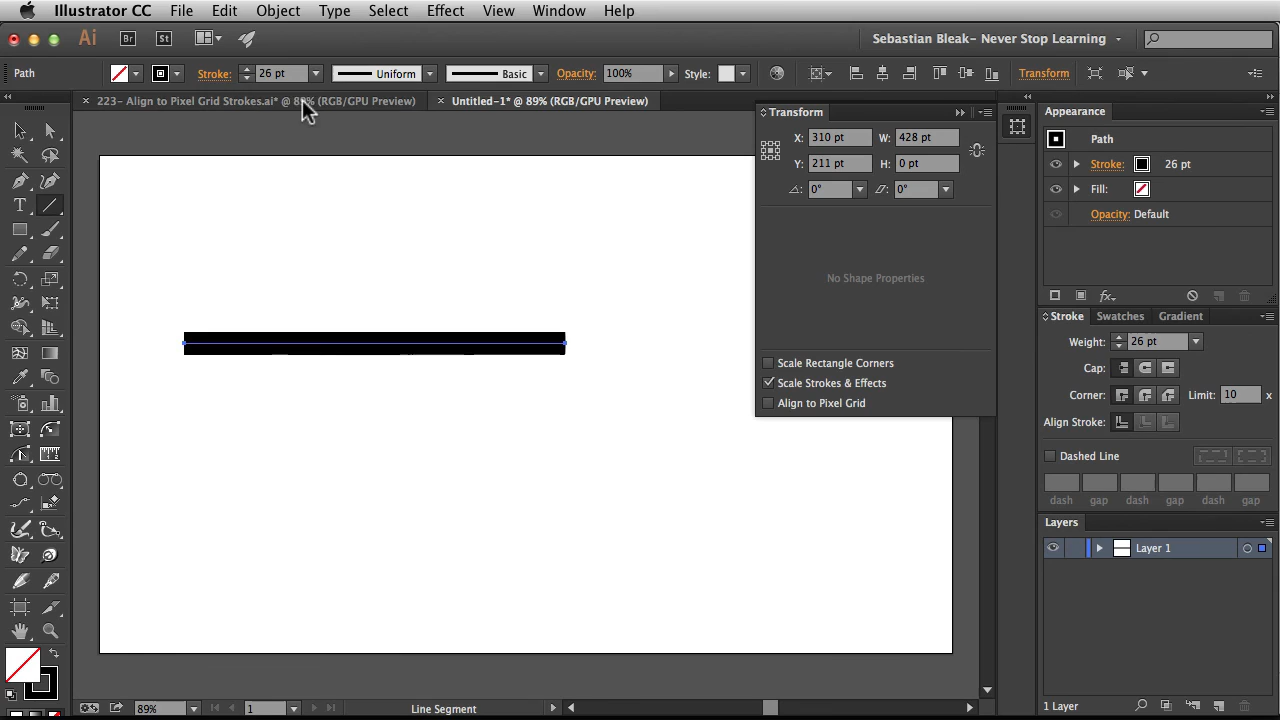 Illustrator CC File Edit Object Type Select Effect View Window Help
Ai Br St Sebastian Bleak- Never Stop Learning
Path Stroke: 26 pt Uniform Basic Opacity: 100% Style: Transform
223- Align to Pixel Grid Strokes.ai* @ 89% (RGB/GPU Preview) Untitled-1* @ 89% (RGB/GPU Preview)
Transform
X: 310 pt W: 428 pt
Y: 211 pt H: 0 pt
0° 0°
No Shape Properties
Scale Rectangle Corners
Scale Strokes & Effects
Align to Pixel Grid
Appearance
Path
Stroke: 26 pt
Fill:
Opacity: Default
fx
Stroke Swatches Gradient
Weight: 26 pt
Cap:
Corner: Limit: 10 x
Align Stroke:
Dashed Line
dash gap dash gap dash gap
Layers
Layer 1
1 Layer
89% 1 Line Segment